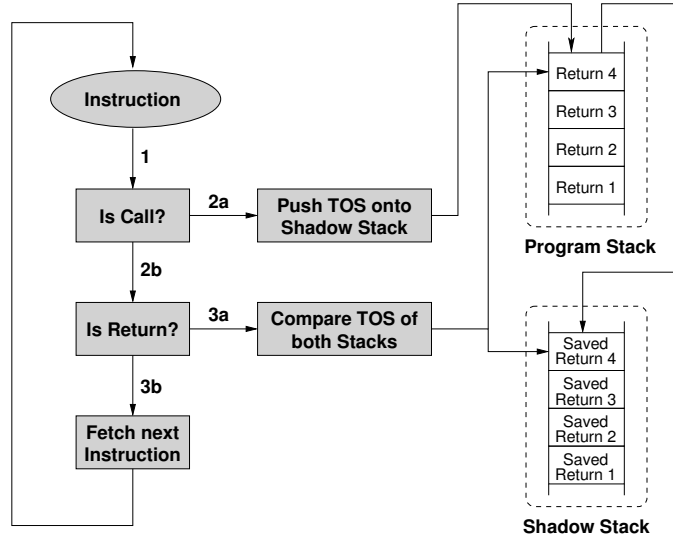 Instruction
1
Is Call?
2a
Push TOS onto
Shadow Stack
2b
Is Return?
3a
Compare TOS of
both Stacks
3b
Fetch next
Instruction
Return 4
Return 3
Return 2
Return 1
Program Stack
Saved
Return 4
Saved
Return 3
Saved
Return 2
Saved
Return 1
Shadow Stack